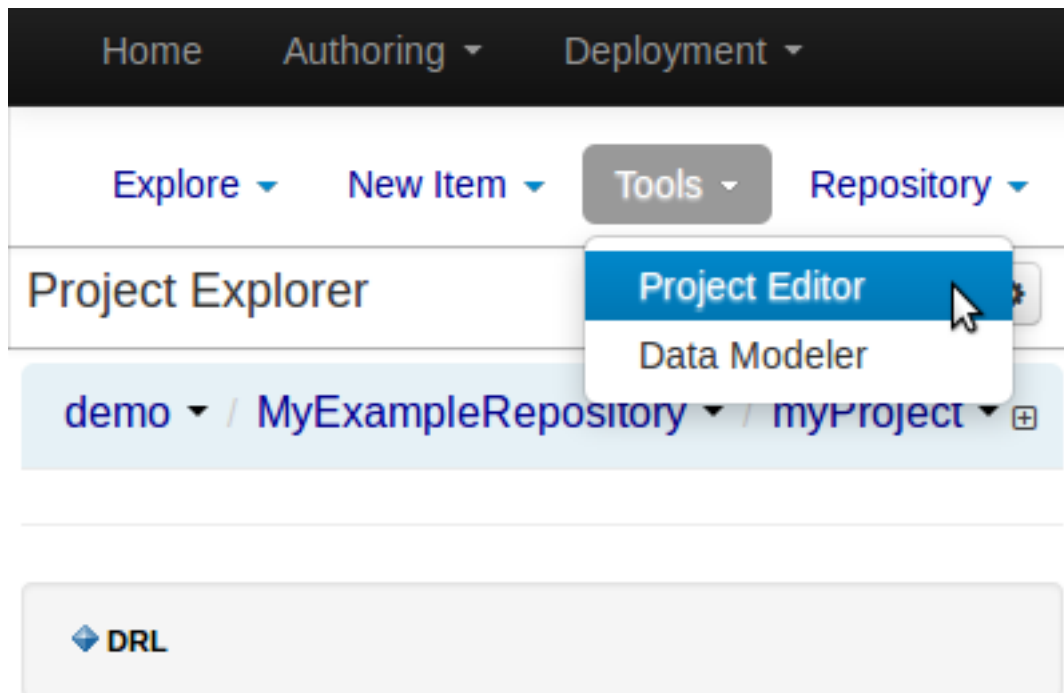 Home Authoring Deployment
Explore New Item Tools Repository
Project Explorer
Project Editor
Data Modeler
demo / MyExampleRepository / myProject
DRL